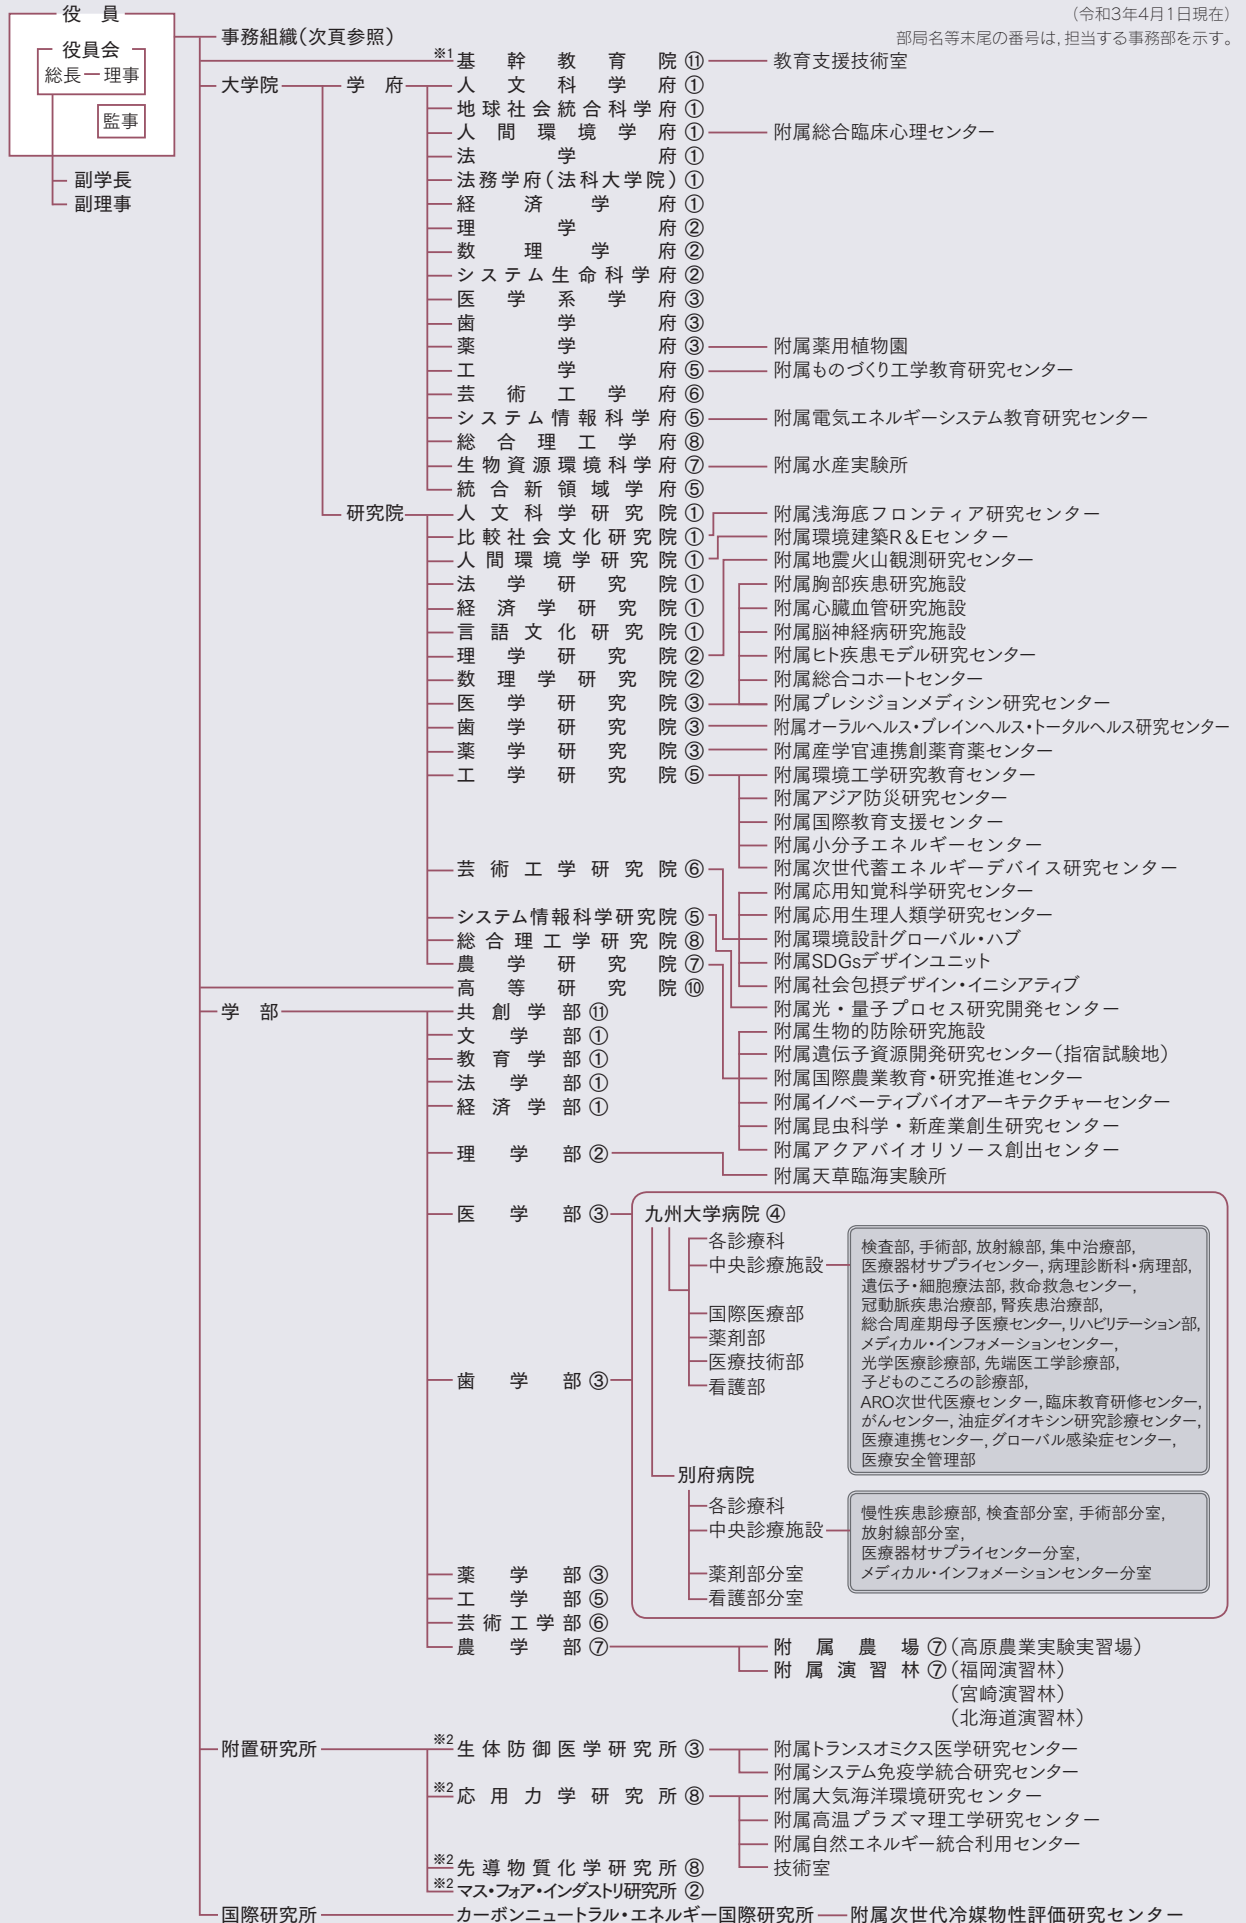 (令和3年4月1日現在)
部局名等末尾の番号は,担当する事務部を示す。
役 員
役員会
総長 理事
監事
副学長
副理事
事務組織(次頁参照)
※1 基幹教育院 ⑪ 教育支援技術室
大学院 学 府 人文科学府 ①
地球社会統合科学府 ①
人間環境学府 ① 附属総合臨床心理センター
法学府 ①
法務学府(法科大学院) ①
経済学府 ①
理学府 ②
数理学府 ②
システム生命科学府 ②
医学系学府 ③
歯学府 ③
薬学府 ③ 附属薬用植物園
工学府 ⑤ 附属ものづくり工学教育研究センター
芸術工学府 ⑥
システム情報科学府 ⑤ 附属電気エネルギーシステム教育研究センター
総合理工学府 ⑧
生物資源環境科学府 ⑦ 附属水産実験所
統合新領域学府 ⑤
研究院 人文科学研究院 ① 附属浅海底フロンティア研究センター
比較社会文化研究院 ① 附属環境建築R&Eセンター
人間環境学研究院 ① 附属地震火山観測研究センター
法学研究院 ① 附属胸部疾患研究施設
経済学研究院 ① 附属心臓血管研究施設
言語文化研究院 ① 附属脳神経病研究施設
理学研究院 ② 附属ヒト疾患モデル研究センター
数理学研究院 ② 附属総合コホートセンター
医学研究院 ③ 附属プレシジョンメディシン研究センター
歯学研究院 ③ 附属オーラルヘルス・ブレインヘルス・トータルヘルス研究センター
薬学研究院 ③ 附属産学官連携創薬育薬センター
工学研究院 ⑤ 附属環境工学研究教育センター
附属アジア防災研究センター
附属国際教育支援センター
附属小分子エネルギーセンター
芸術工学研究院 ⑥ 附属次世代蓄エネルギーデバイス研究センター
附属応用知覚科学研究センター
システム情報科学研究院 ⑤ 附属応用生理人類学研究センター
総合理工学研究院 ⑧ 附属環境設計グローバル・ハブ
農学研究院 ⑦ 附属SDGsデザインユニット
高等研究院 ⑩ 附属社会包摂デザイン・イニシアティブ
学 部 共創学部 ⑪ 附属光・量子プロセス研究開発センター
文学部 ① 附属生物的防除研究施設
教育学部 ① 附属遺伝子資源開発研究センター(指宿試験地)
法学部 ① 附属国際農業教育・研究推進センター
経済学部 ① 附属イノベーティブバイオアーキテクチャーセンター
附属昆虫科学・新産業創生研究センター
理学部 ② 附属アクアバイオリソース創出センター
附属天草臨海実験所
医学部 ③ 九州大学病院 ④
各診療科
中央診療施設
国際医療部
薬剤部
医療技術部
看護部
検査部, 手術部, 放射線部, 集中治療部,
医療器材サプライセンター, 病理診断科・病理部,
遺伝子・細胞療法部, 救命救急センター,
冠動脈疾患治療部, 腎疾患治療部,
総合周産期母子医療センター, リハビリテーション部,
メディカル・インフォメーションセンター,
光学医療診療部, 先端医工学診療部,
子どものこころの診療部,
ARO次世代医療センター, 臨床教育研修センター,
がんセンター, 油症ダイオキシン研究診療センター,
医療連携センター, グローバル感染症センター,
医療安全管理部
歯学部 ③
別府病院
各診療科
中央診療施設
薬剤部分室
看護部分室
慢性疾患診療部, 検査部分室, 手術部分室,
放射線部分室,
医療器材サプライセンター分室,
メディカル・インフォメーションセンター分室
薬学部 ③
工学部 ⑤
芸術工学部 ⑥
農学部 ⑦ 附属農場 ⑦(高原農業実験実習場)
附属演習林 ⑦(福岡演習林)
(宮崎演習林)
(北海道演習林)
附置研究所 ※2 生体防御医学研究所 ③ 附属トランスオミクス医学研究センター
附属システム免疫学統合研究センター
※2 応用力学研究所 ⑧ 附属大気海洋環境研究センター
附属高温プラズマ理工学研究センター
附属自然エネルギー統合利用センター
※2 先導物質化学研究所 ⑧ 技術室
※2 マス・フォア・インダストリ研究所 ②
国際研究所 カーボンニュートラル・エネルギー国際研究所 附属次世代冷媒物性評価研究センター